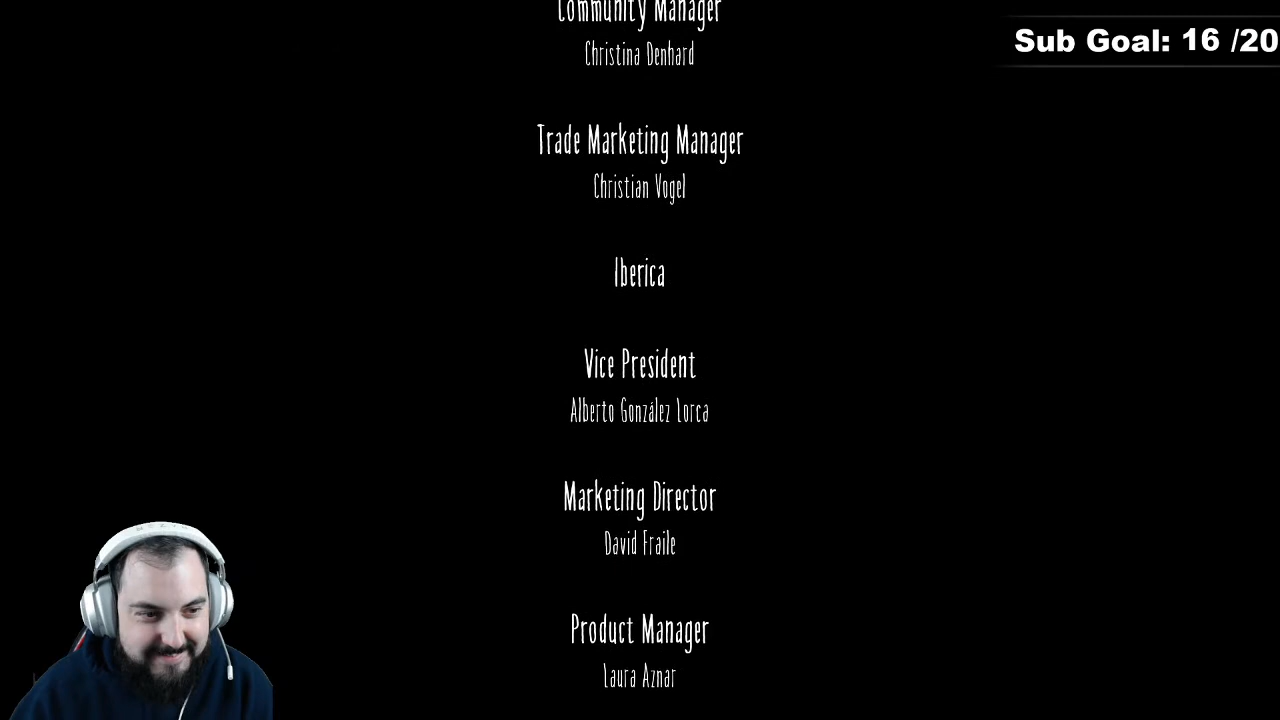 Community Manager
Christina Denhard
Sub Goal: 16 /20
Trade Marketing Manager
Christian Vogel
Iberica
Vice President
Alberto González Lorca
Marketing Director
David Fraile
Product Manager
Laura Aznar